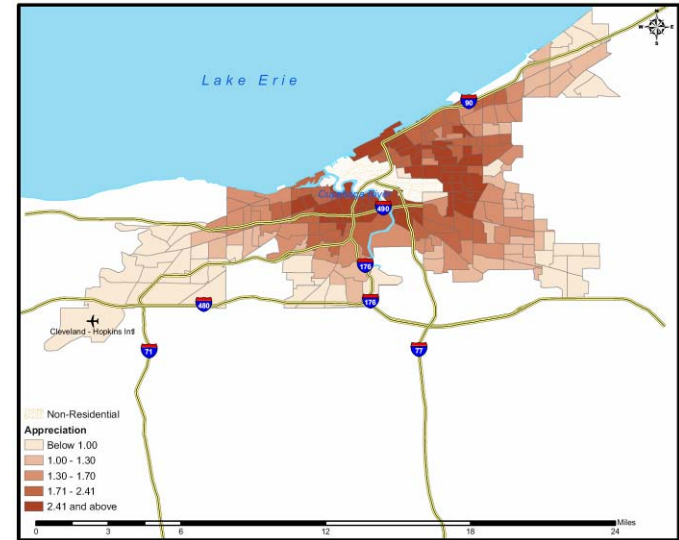 N
W E
S
Lake Erie
90
Cuyahoga River
490
176
480
176
Cleveland - Hopkins Intl
71
77
Non-Residential
Appreciation
Below 1.00
1.00 - 1.30
1.30 - 1.70
1.71 - 2.41
2.41 and above
Miles
0 3 6 12 18 24